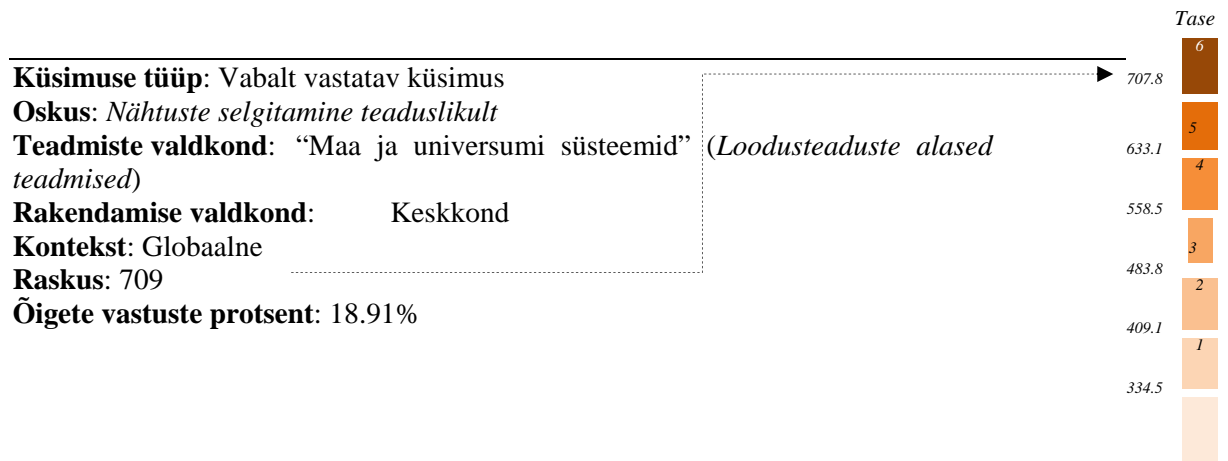 Tase
6
Küsimuse tüüp: Vabalt vastatav küsimus
707.8
Oskus: Nähtuste selgitamine teaduslikult
5
Teadmiste valdkond: “Maa ja universumi süsteemid” (Loodusteaduste alased
633.1
teadmised)
4
Rakendamise valdkond: Keskkond
558.5
Kontekst: Globaalne
3
Raskus: 709
483.8
2
Õigete vastuste protsent: 18.91%
409.1
1
334.5